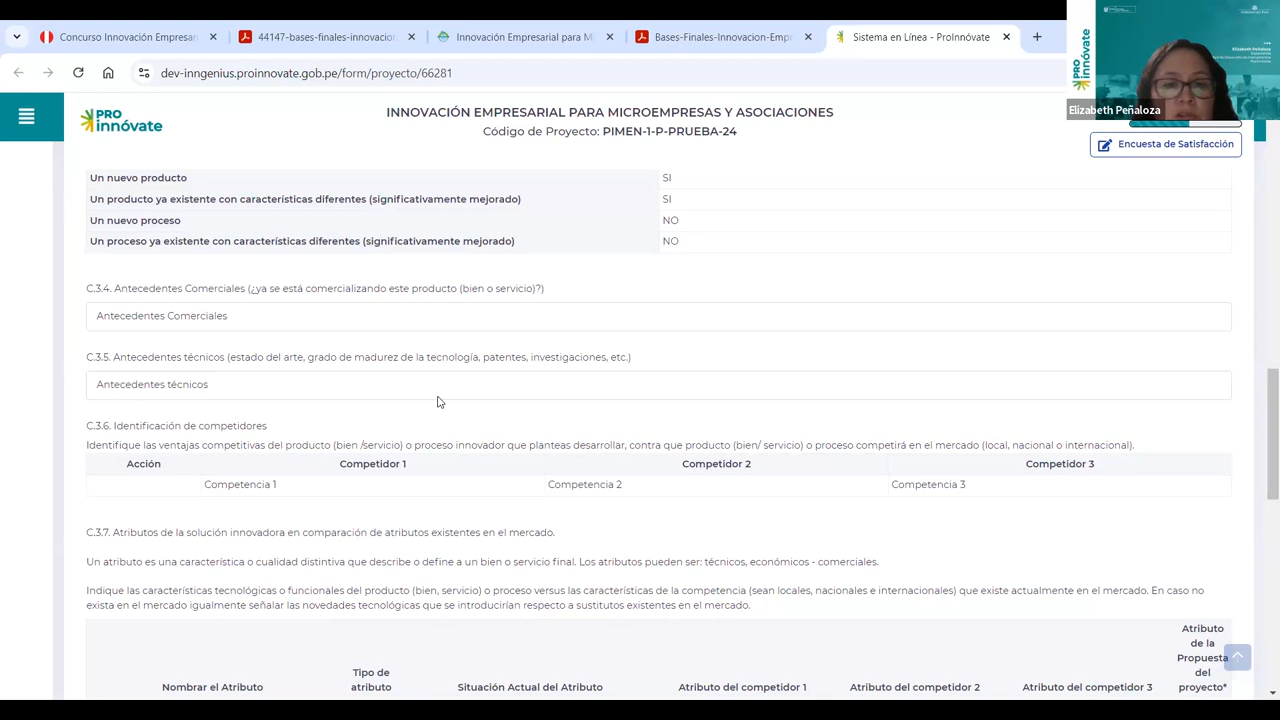 Concurso Innovación Empresari
44147-bases-finales-innovacion
Innovación Empresarial para Mi
Bases-Finales-Innovacion-Empr
Sistema en Línea - ProInnóvate
dev-inngenius.proinnovate.gob.pe/form/proyecto/66281
PRO innóvate
Elizabeth Peñaloza
Elizabeth Peñaloza
PRO
innóvate
INNOVACIÓN EMPRESARIAL PARA MICROEMPRESAS Y ASOCIACIONES
Código de Proyecto: PIMEN-1-P-PRUEBA-24
Encuesta de Satisfacción
Un nuevo producto SI
Un producto ya existente con características diferentes (significativamente mejorado) SI
Un nuevo proceso NO
Un proceso ya existente con características diferentes (significativamente mejorado) NO
C.3.4. Antecedentes Comerciales (¿ya se está comercializando este producto (bien o servicio)?)
Antecedentes Comerciales
C.3.5. Antecedentes técnicos (estado del arte, grado de madurez de la tecnología, patentes, investigaciones, etc.)
Antecedentes técnicos
C.3.6. Identificación de competidores
Identifique las ventajas competitivas del producto (bien /servicio) o proceso innovador que planteas desarrollar, contra que producto (bien/ servicio) o proceso competirá en el mercado (local, nacional o internacional).
Acción Competidor 1 Competidor 2 Competidor 3
Competencia 1 Competencia 2 Competencia 3
C.3.7. Atributos de la solución innovadora en comparación de atributos existentes en el mercado.
Un atributo es una característica o cualidad distintiva que describe o define a un bien o servicio final. Los atributos pueden ser: técnicos, económicos - comerciales.
Indique las características tecnológicas o funcionales del producto (bien, servicio) o proceso versus las características de la competencia (sean locales, nacionales e internacionales) que existe actualmente en el mercado. En caso no
exista en el mercado igualmente señalar las novedades tecnológicas que se introducirían respecto a sustitutos existentes en el mercado.
Nombrar el Atributo
Tipo de
atributo
Situación Actual del Atributo
Atributo del competidor 1
Atributo del competidor 2
Atributo del competidor 3
Atributo
de la
Propuesta
del
proyecto*